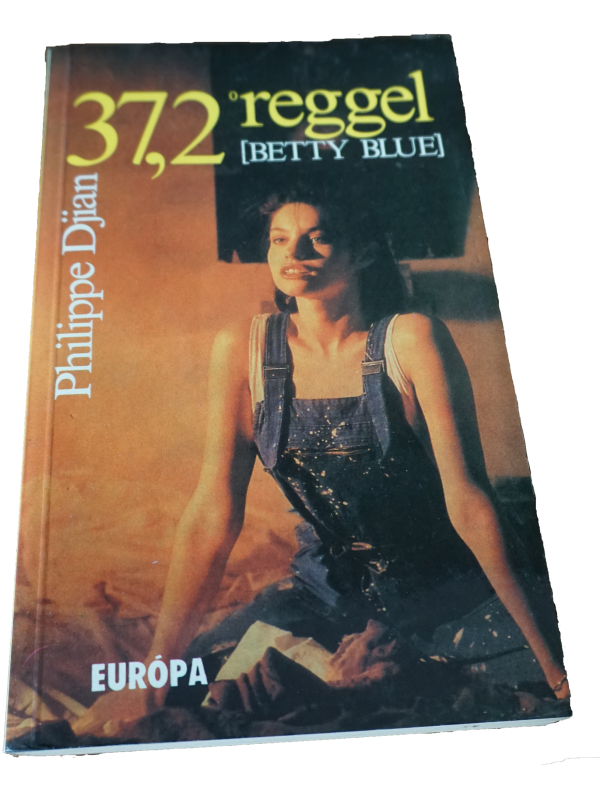 37,2° reggel
[BETTY BLUE]
Philippe Djian
EURÓPA